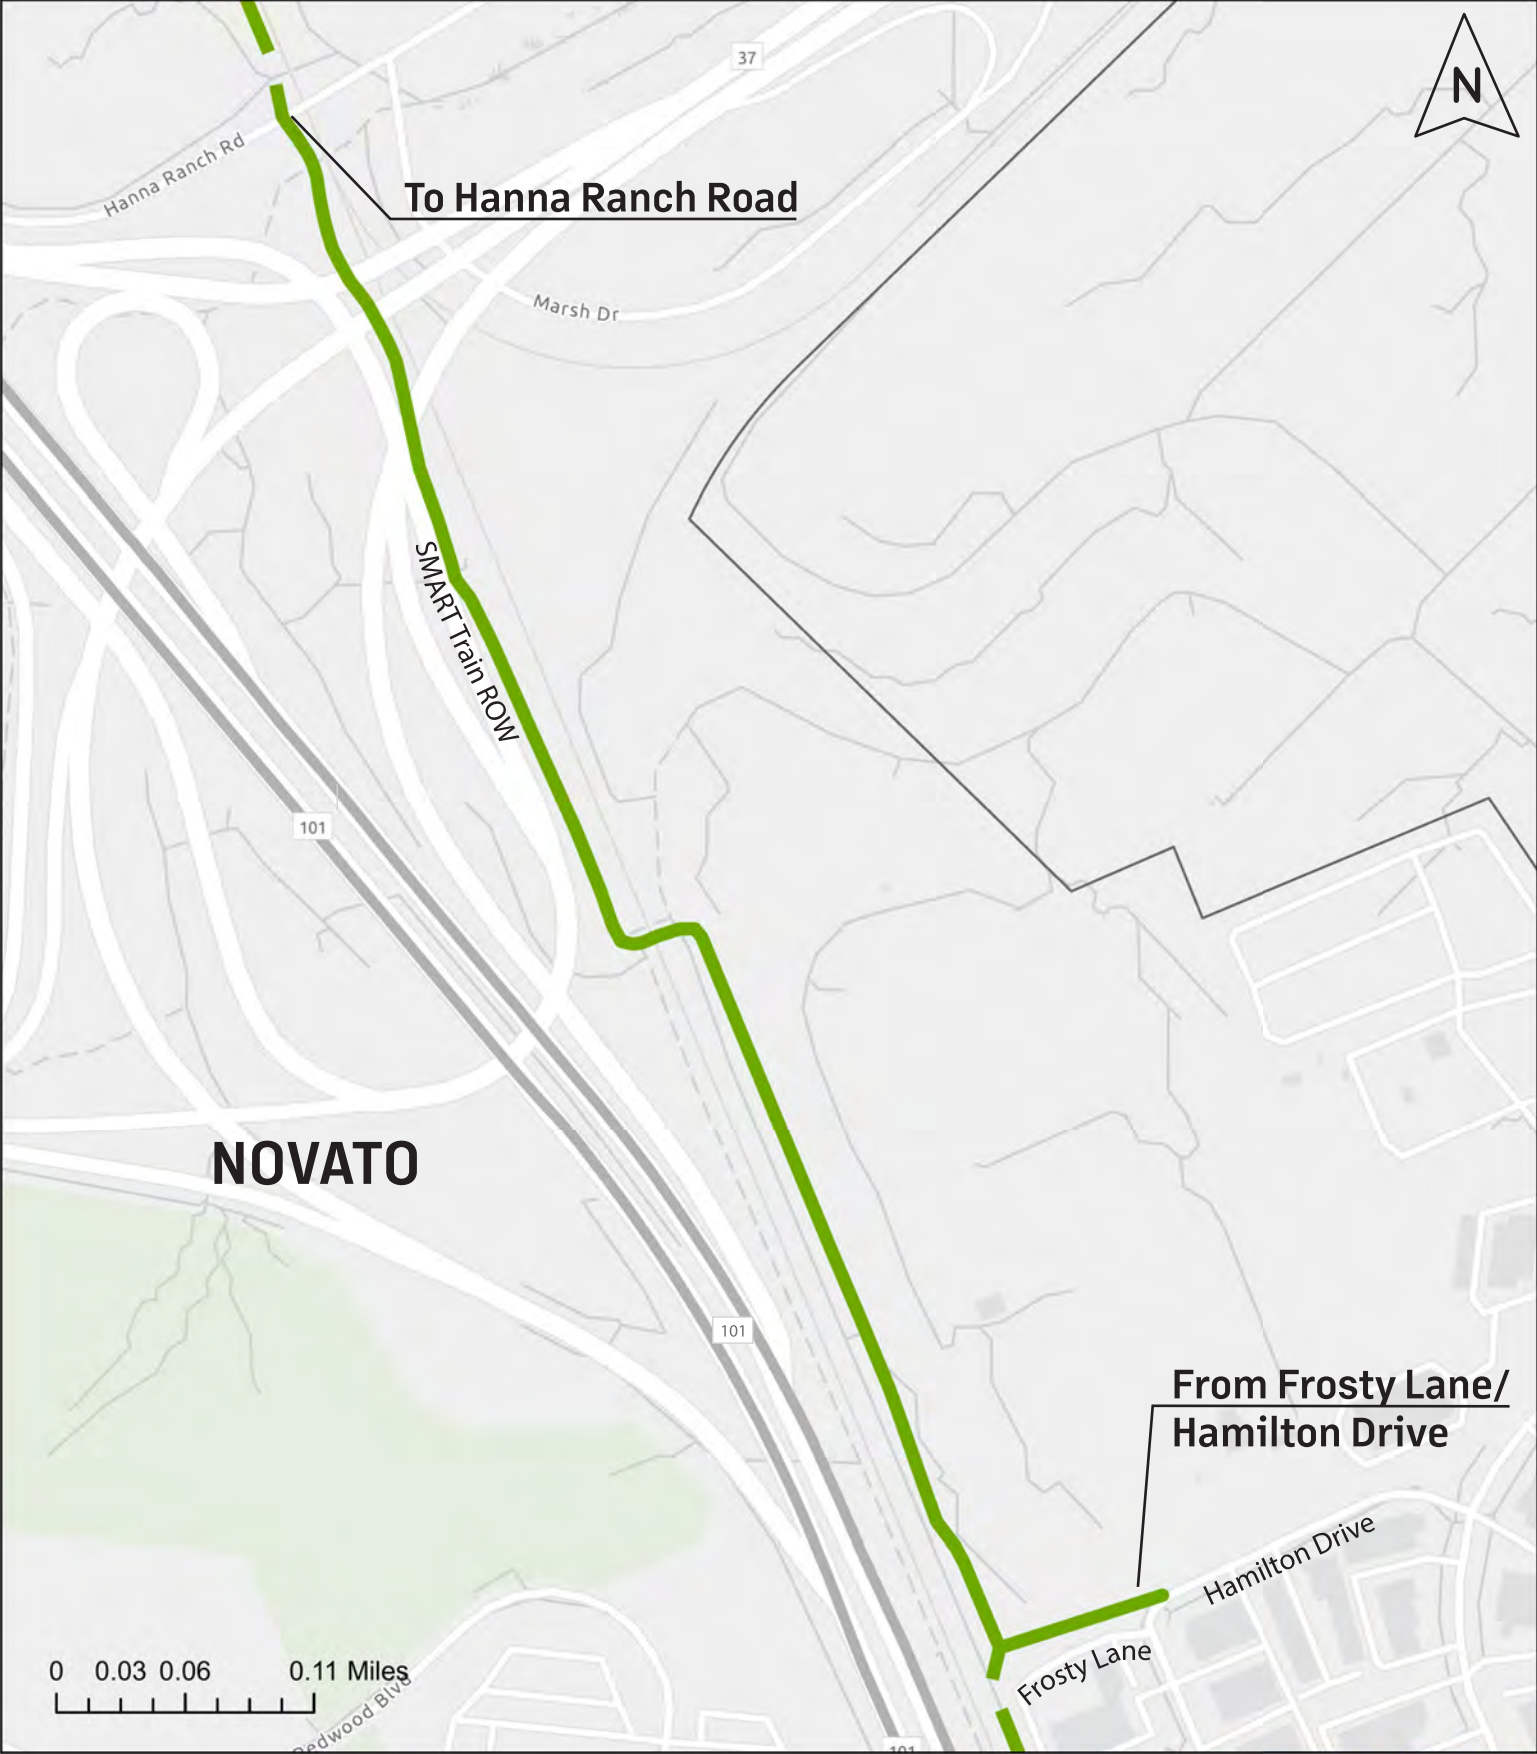 N
37
Hanna Ranch Rd
To Hanna Ranch Road
Marsh Dr
SMART Train ROW
101
NOVATO
101
From Frosty Lane/
Hamilton Drive
Hamilton Drive
Frosty Lane
0 0.03 0.06 0.11 Miles
Redwood Blvd
101